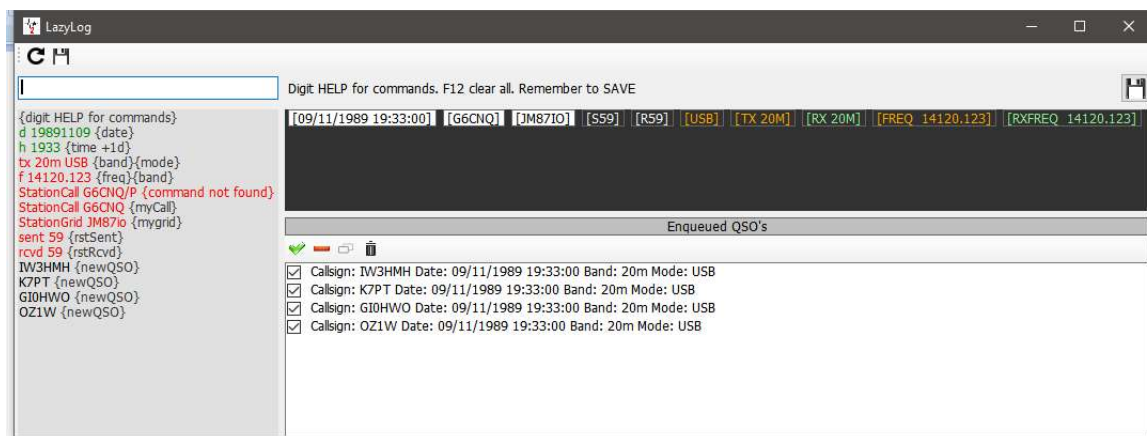 LazyLog
Digit HELP for commands. F12 clear all. Remember to SAVE
{digit HELP for commands}
d 19891109 {date}
h 1933 {time +1d}
tx 20m USB {band}{mode}
f 14120.123 {freq}{band}
StationCall G6CNQ/P {command not found}
StationCall G6CNQ {myCall}
StationGrid JM87io {mygrid}
sent 59 {rstSent}
rcvd 59 {rstRcvd}
IW3HMH {newQSO}
K7PT {newQSO}
GI0HWO {newQSO}
OZ1W {newQSO}
[09/11/1989 19:33:00] [G6CNQ] [JM87IO] [S59] [R59] [USB] [TX 20M] [RX 20M] [FREQ 14120.123] [RXFREQ 14120.123]
Enqueued QSO's
Callsign: IW3HMH Date: 09/11/1989 19:33:00 Band: 20m Mode: USB
Callsign: K7PT Date: 09/11/1989 19:33:00 Band: 20m Mode: USB
Callsign: GI0HWO Date: 09/11/1989 19:33:00 Band: 20m Mode: USB
Callsign: OZ1W Date: 09/11/1989 19:33:00 Band: 20m Mode: USB